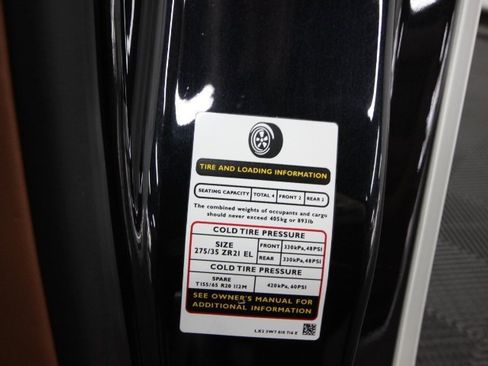 TIRE AND LOADING INFORMATION
SEATING CAPACITY TOTAL 4 FRONT 2 REAR 2
The combined weights of occupants and cargo
should never exceed 405kg or 893lb
COLD TIRE PRESSURE
SIZE
275/35 ZR21 EL
FRONT 330kPa,48PSI
REAR 330kPa,48PSI
COLD TIRE PRESSURE
SPARE
T155/65 R20 112M
420kPa, 60PSI
SEE OWNER'S MANUAL FOR
ADDITIONAL INFORMATION